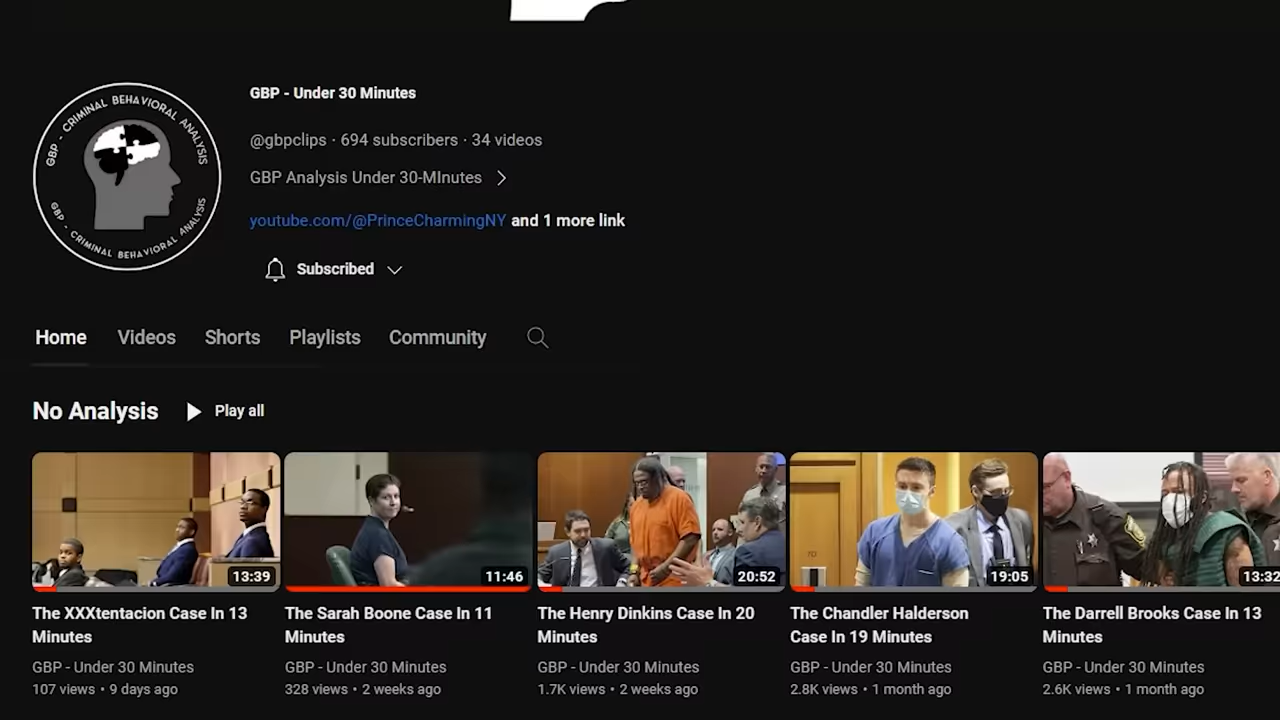 GBP - CRIMINAL BEHAVIORAL ANALYSIS
GBP - CRIMINAL BEHAVIORAL ANALYSIS
GBP - Under 30 Minutes
@gbpclips · 694 subscribers · 34 videos
GBP Analysis Under 30-MInutes
youtube.com/@PrinceCharmingNY and 1 more link
Subscribed
Home Videos Shorts Playlists Community
No Analysis Play all
13:39 11:46 20:52 19:05 13:32
The XXXtentacion Case In 13
Minutes
GBP - Under 30 Minutes
107 views • 9 days ago
The Sarah Boone Case In 11
Minutes
GBP - Under 30 Minutes
328 views • 2 weeks ago
The Henry Dinkins Case In 20
Minutes
GBP - Under 30 Minutes
1.7K views • 2 weeks ago
The Chandler Halderson
Case In 19 Minutes
GBP - Under 30 Minutes
2.8K views • 1 month ago
The Darrell Brooks Case In 13
Minutes
GBP - Under 30 Minutes
2.6K views • 1 month ago